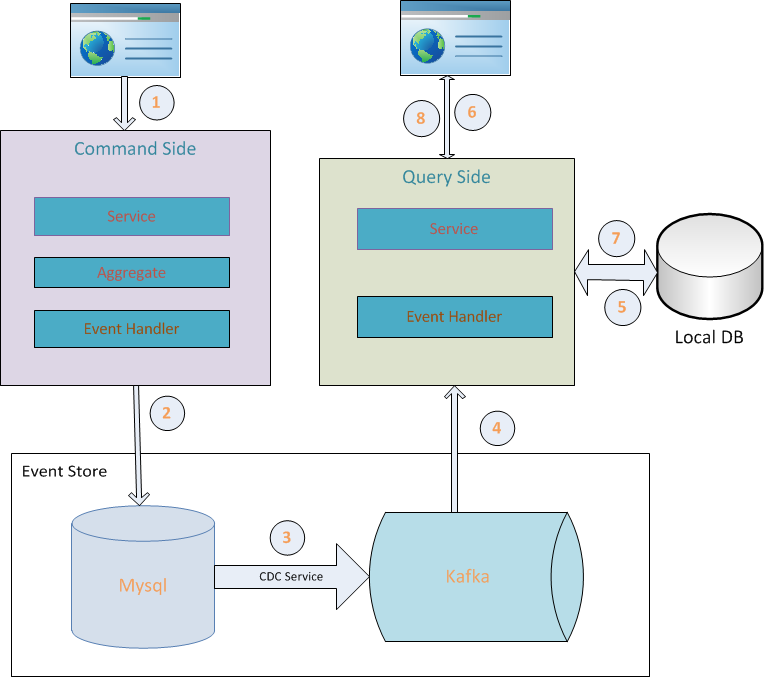 1
Command Side
Service
Aggregate
Event Handler
2
8
6
Query Side
Service
Event Handler
7
5
Local DB
4
Event Store
Mysql
3
CDC Service
Kafka